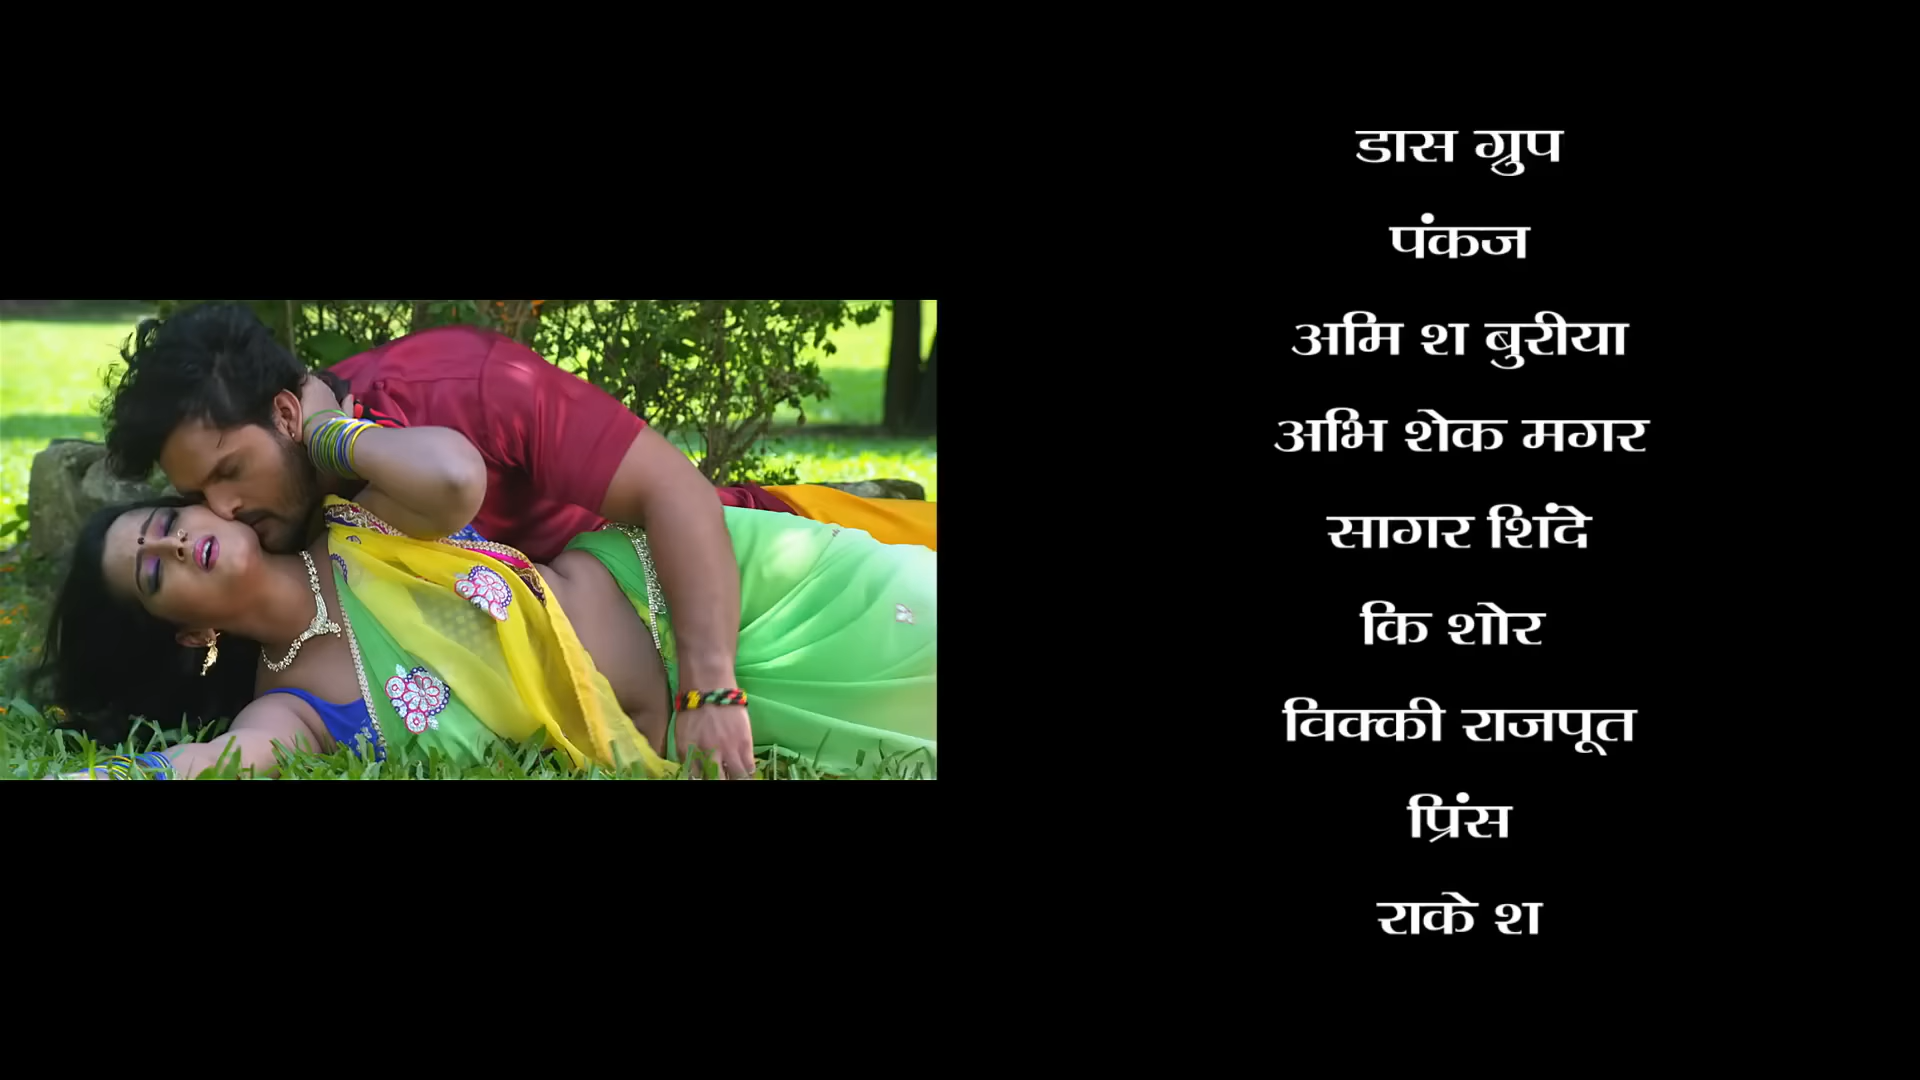 डास ग्रुप
पंकज
अमि श बुरीया
अभि शेक मगर
सागर शिंदे
कि शोर
विक्की राजपूत
प्रिंस
राके श